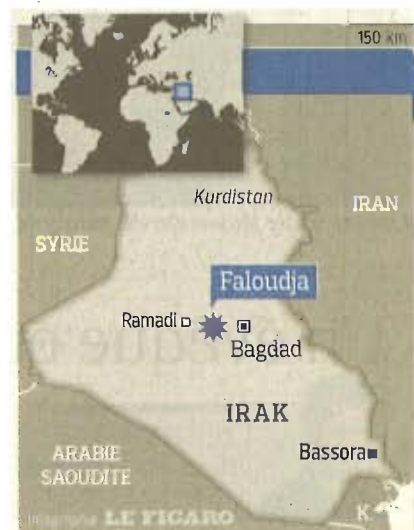 150 km
Kurdistan
IRAN
SYRIE
Faloudja
Ramadi
Bagdad
IRAK
ARABIE
SAOUDITE
Bassora
K
LE FIGARO